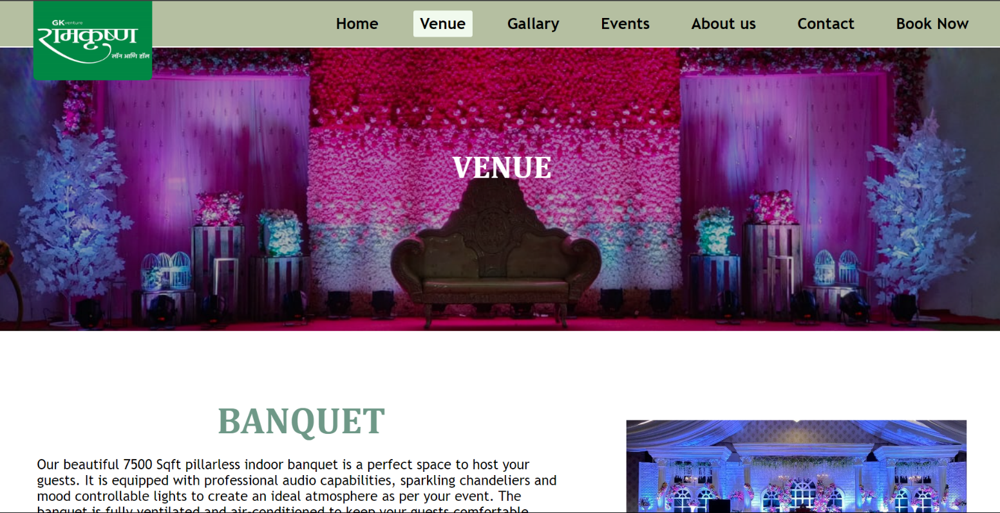 GKventure
रामकृष्ण
लॉन आणि हॉल
Home Venue Gallary Events About us Contact Book Now
VENUE
BANQUET
Our beautiful 7500 Sqft pillarless indoor banquet is a perfect space to host your
guests. It is equipped with professional audio capabilities, sparkling chandeliers and
mood controllable lights to create an ideal atmosphere as per your event. The
banquet is fully ventilated and air-conditioned to keep your guests comfortable